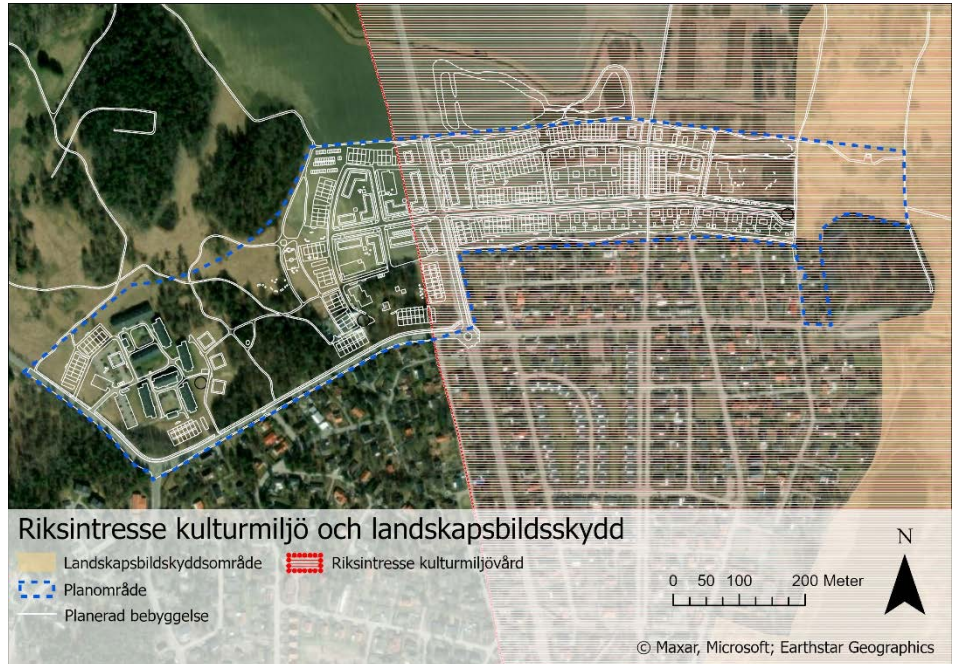 Riksintresse kulturmiljö och landskapsbildsskydd
Landskapsbildskyddsområde
Riksintresse kulturmiljövård
Planområde
Planerad bebyggelse
0 50 100 200 Meter
N
© Maxar, Microsoft; Earthstar Geographics